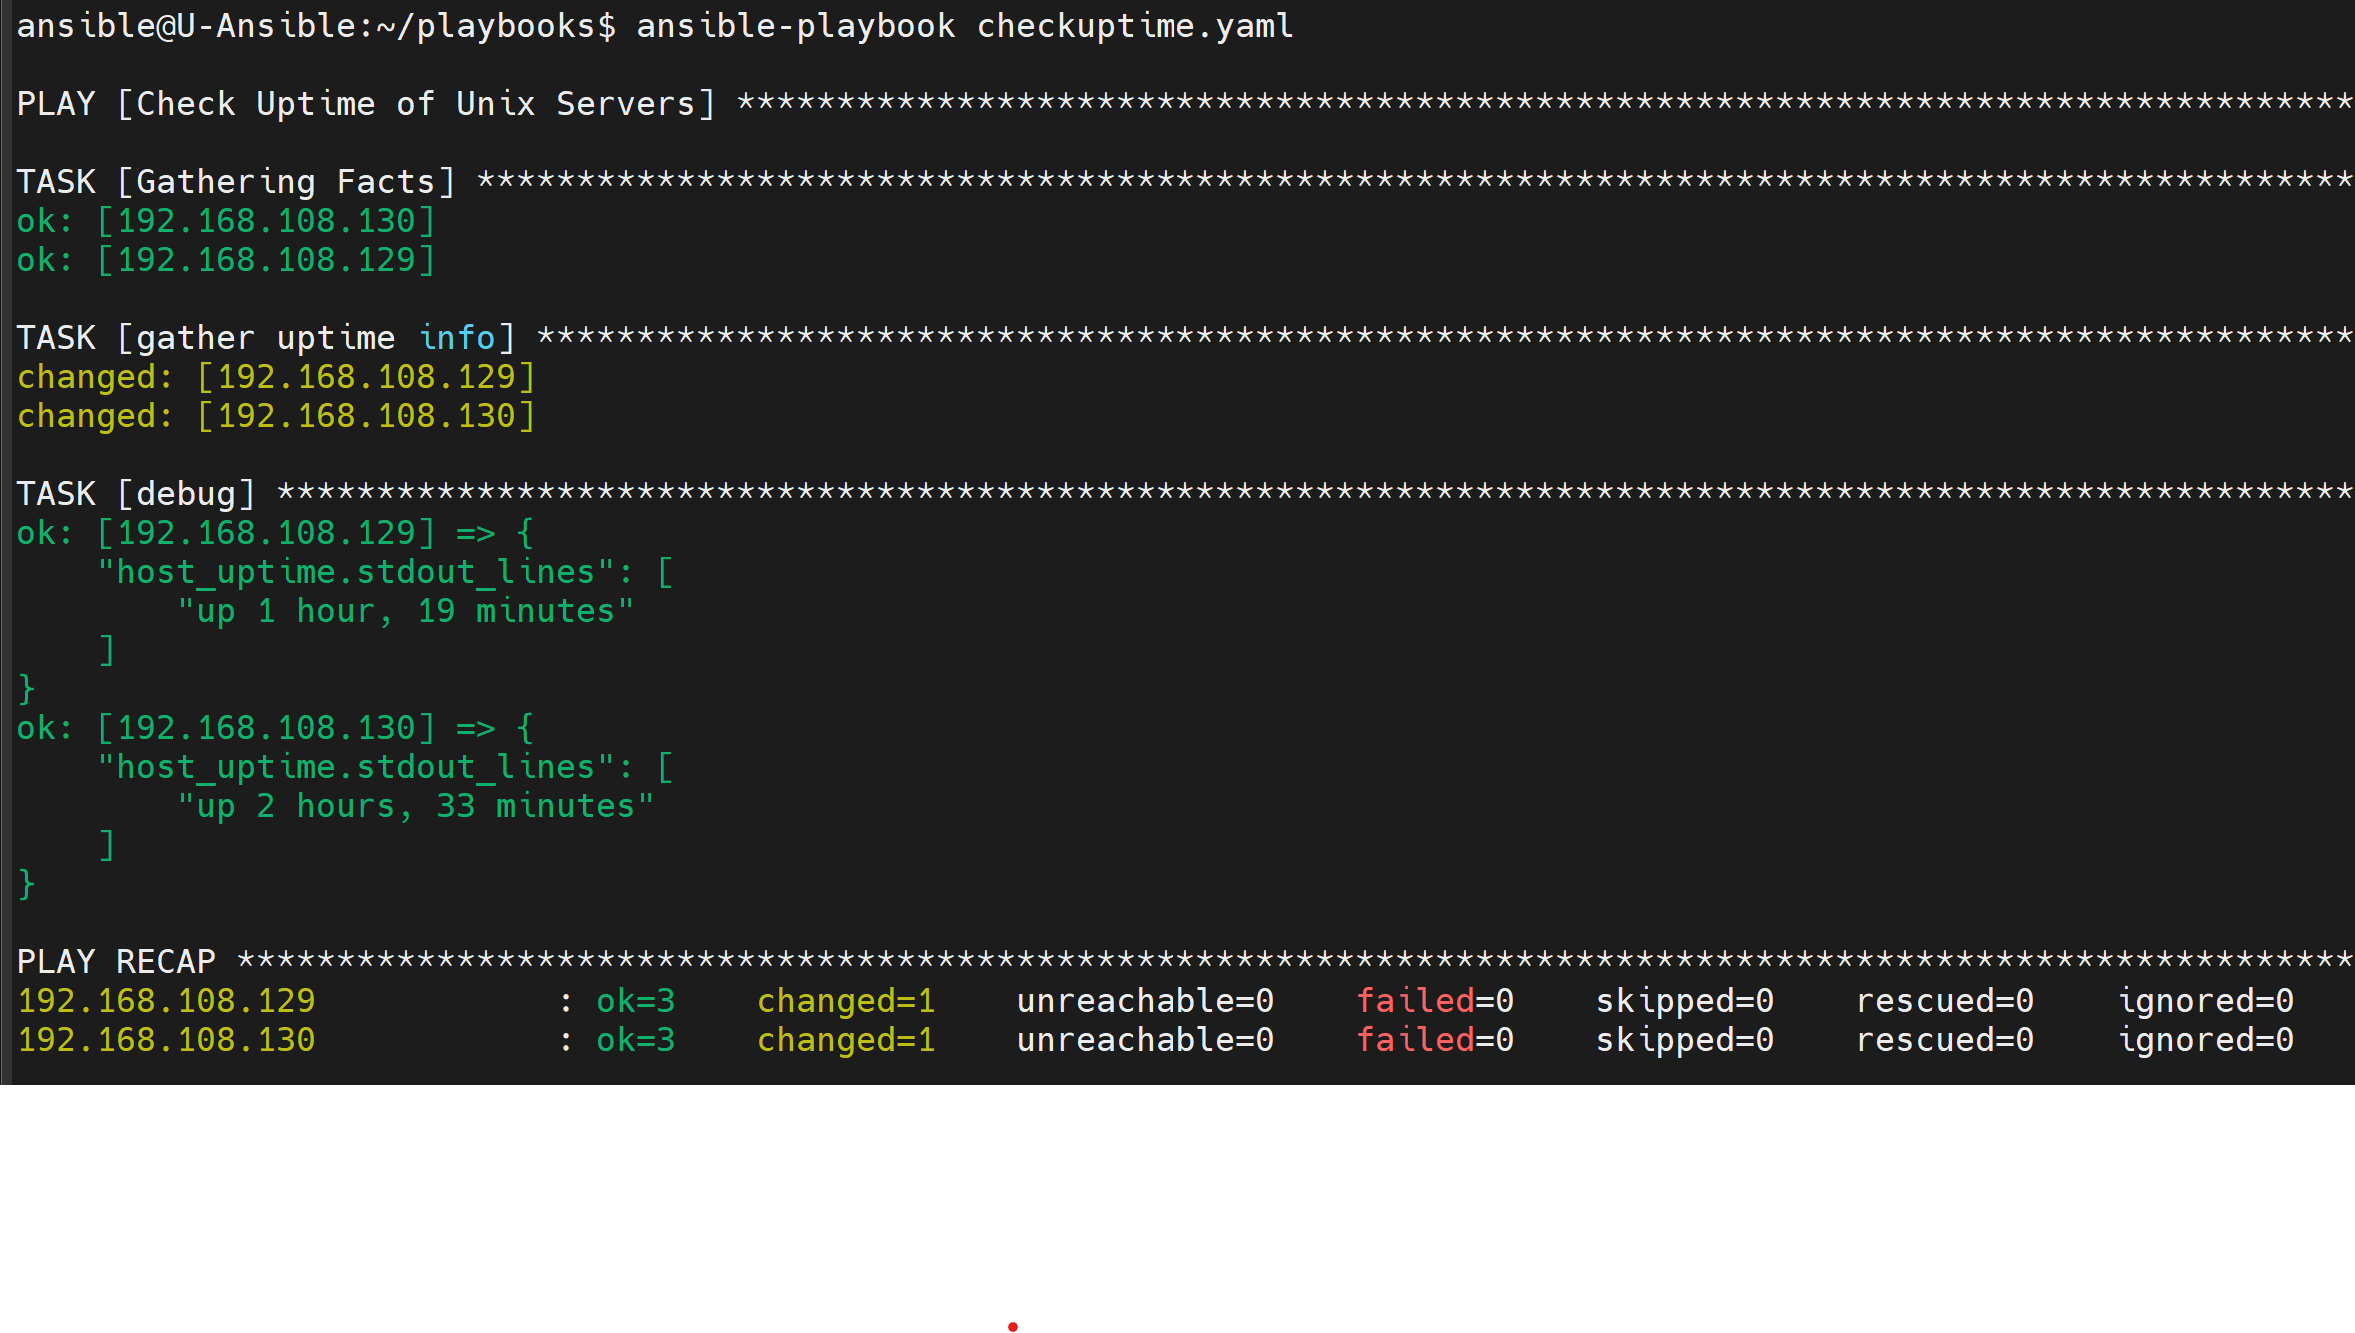 ansible@U-Ansible:~/playbooks$ ansible-playbook checkuptime.yaml
PLAY [Check Uptime of Unix Servers] *********************************************************************************
TASK [Gathering Facts] **********************************************************************************************
ok: [192.168.108.130]
ok: [192.168.108.129]
TASK [gather uptime info] *******************************************************************************************
changed: [192.168.108.129]
changed: [192.168.108.130]
TASK [debug] ********************************************************************************************************
ok: [192.168.108.129] => {
    "host_uptime.stdout_lines": [
        "up 1 hour, 19 minutes"
    ]
}
ok: [192.168.108.130] => {
    "host_uptime.stdout_lines": [
        "up 2 hours, 33 minutes"
    ]
}
PLAY RECAP **********************************************************************************************************
192.168.108.129            : ok=3    changed=1    unreachable=0    failed=0    skipped=0    rescued=0    ignored=0
192.168.108.130            : ok=3    changed=1    unreachable=0    failed=0    skipped=0    rescued=0    ignored=0